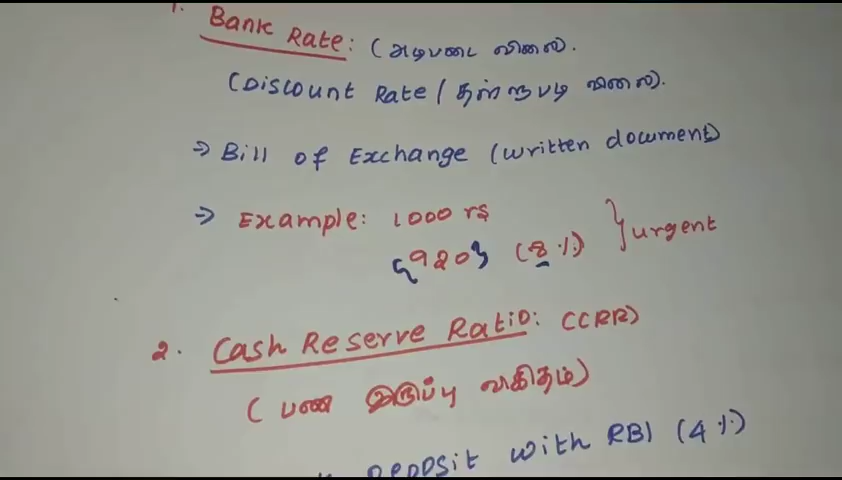 1. Bank Rate: (அடிப்படை விலை).
(Discount Rate / தள்ளுபடி விலை).
→ Bill of Exchange (written document)
→ Example: 1000 rs
{920} (8%) } urgent
2. Cash Reserve Ratio: (CRR)
(பண இருப்பு விகிதம்)
Deposit with RBI (4%)